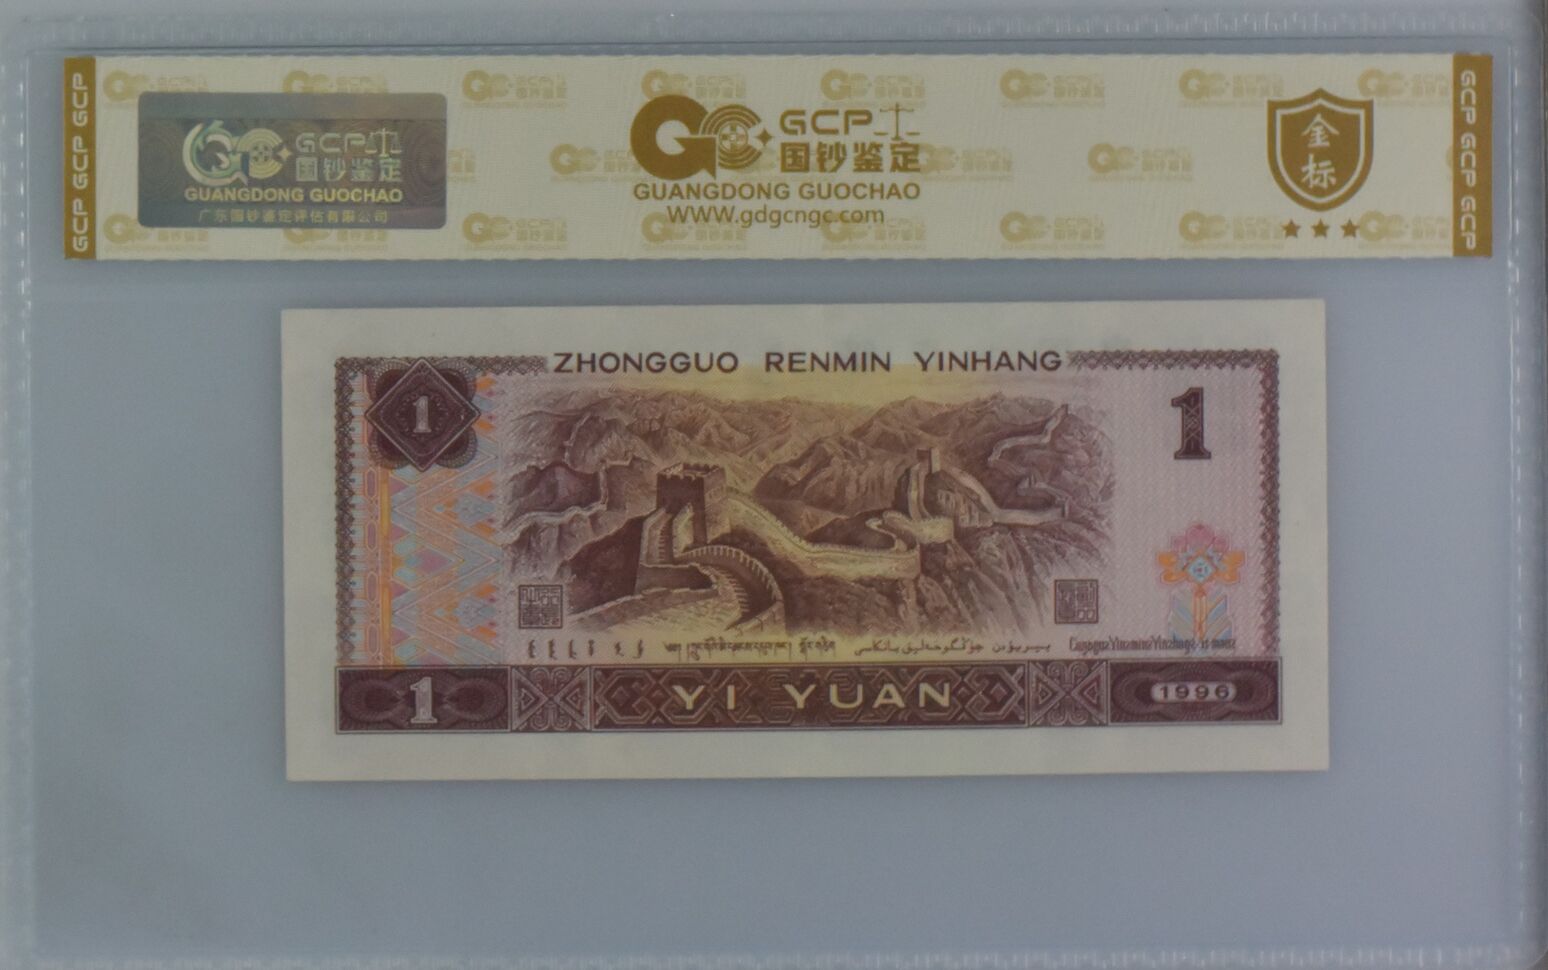 GCP GCP GCP
GCP
国钞鉴定
GUANGDONG GUOCHAO
广东国钞鉴定评估有限公司
GCP
国钞鉴定
GUANGDONG GUOCHAO
WWW.gdgcngc.com
金
标
GCP GCP GCP
ZHONGGUO RENMIN YINHANG
1
1
1
YI YUAN
1996